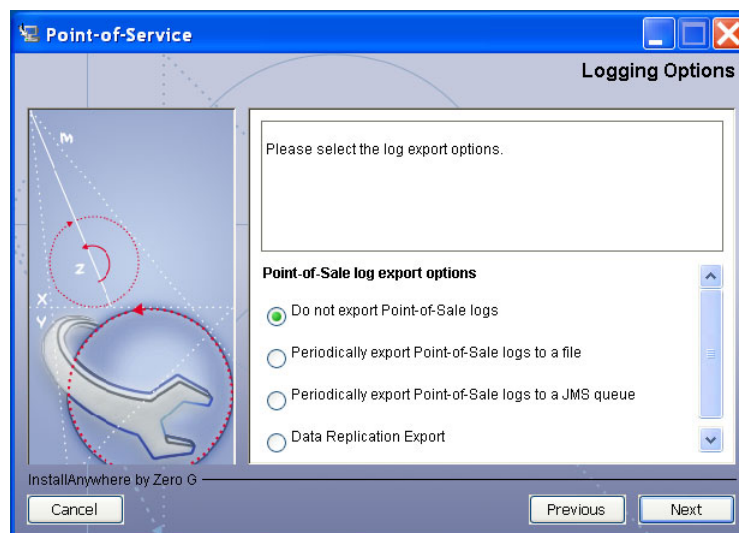 Point-of-Service
Logging Options
M
Z
X
Y
Please select the log export options.
Point-of-Sale log export options
Do not export Point-of-Sale logs
Periodically export Point-of-Sale logs to a file
Periodically export Point-of-Sale logs to a JMS queue
Data Replication Export
InstallAnywhere by Zero G
Cancel
Previous
Next